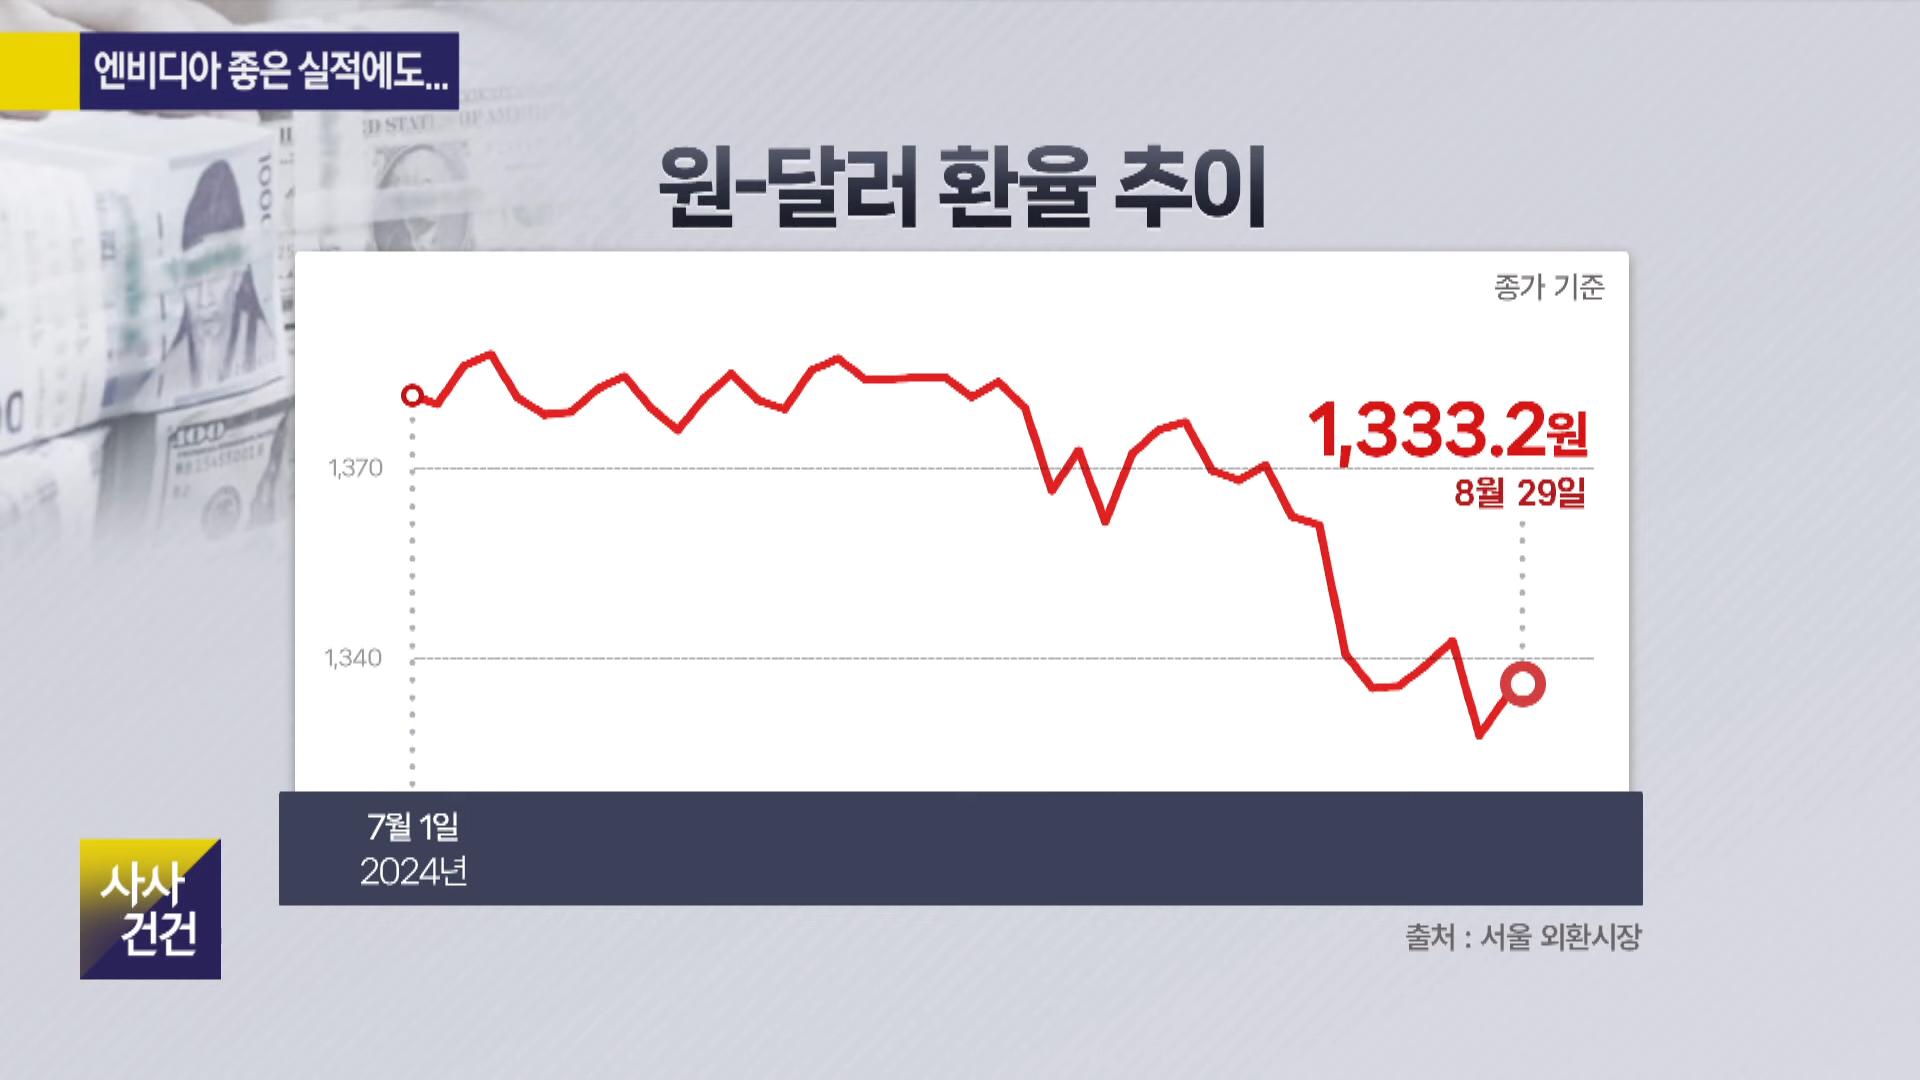 엔비디아 좋은 실적에도...
원-달러 환율 추이
종가 기준
1,333.2원
8월 29일
1,370
1,340
7월 1일
2024년
사사
건건
출처 : 서울 외환시장
100